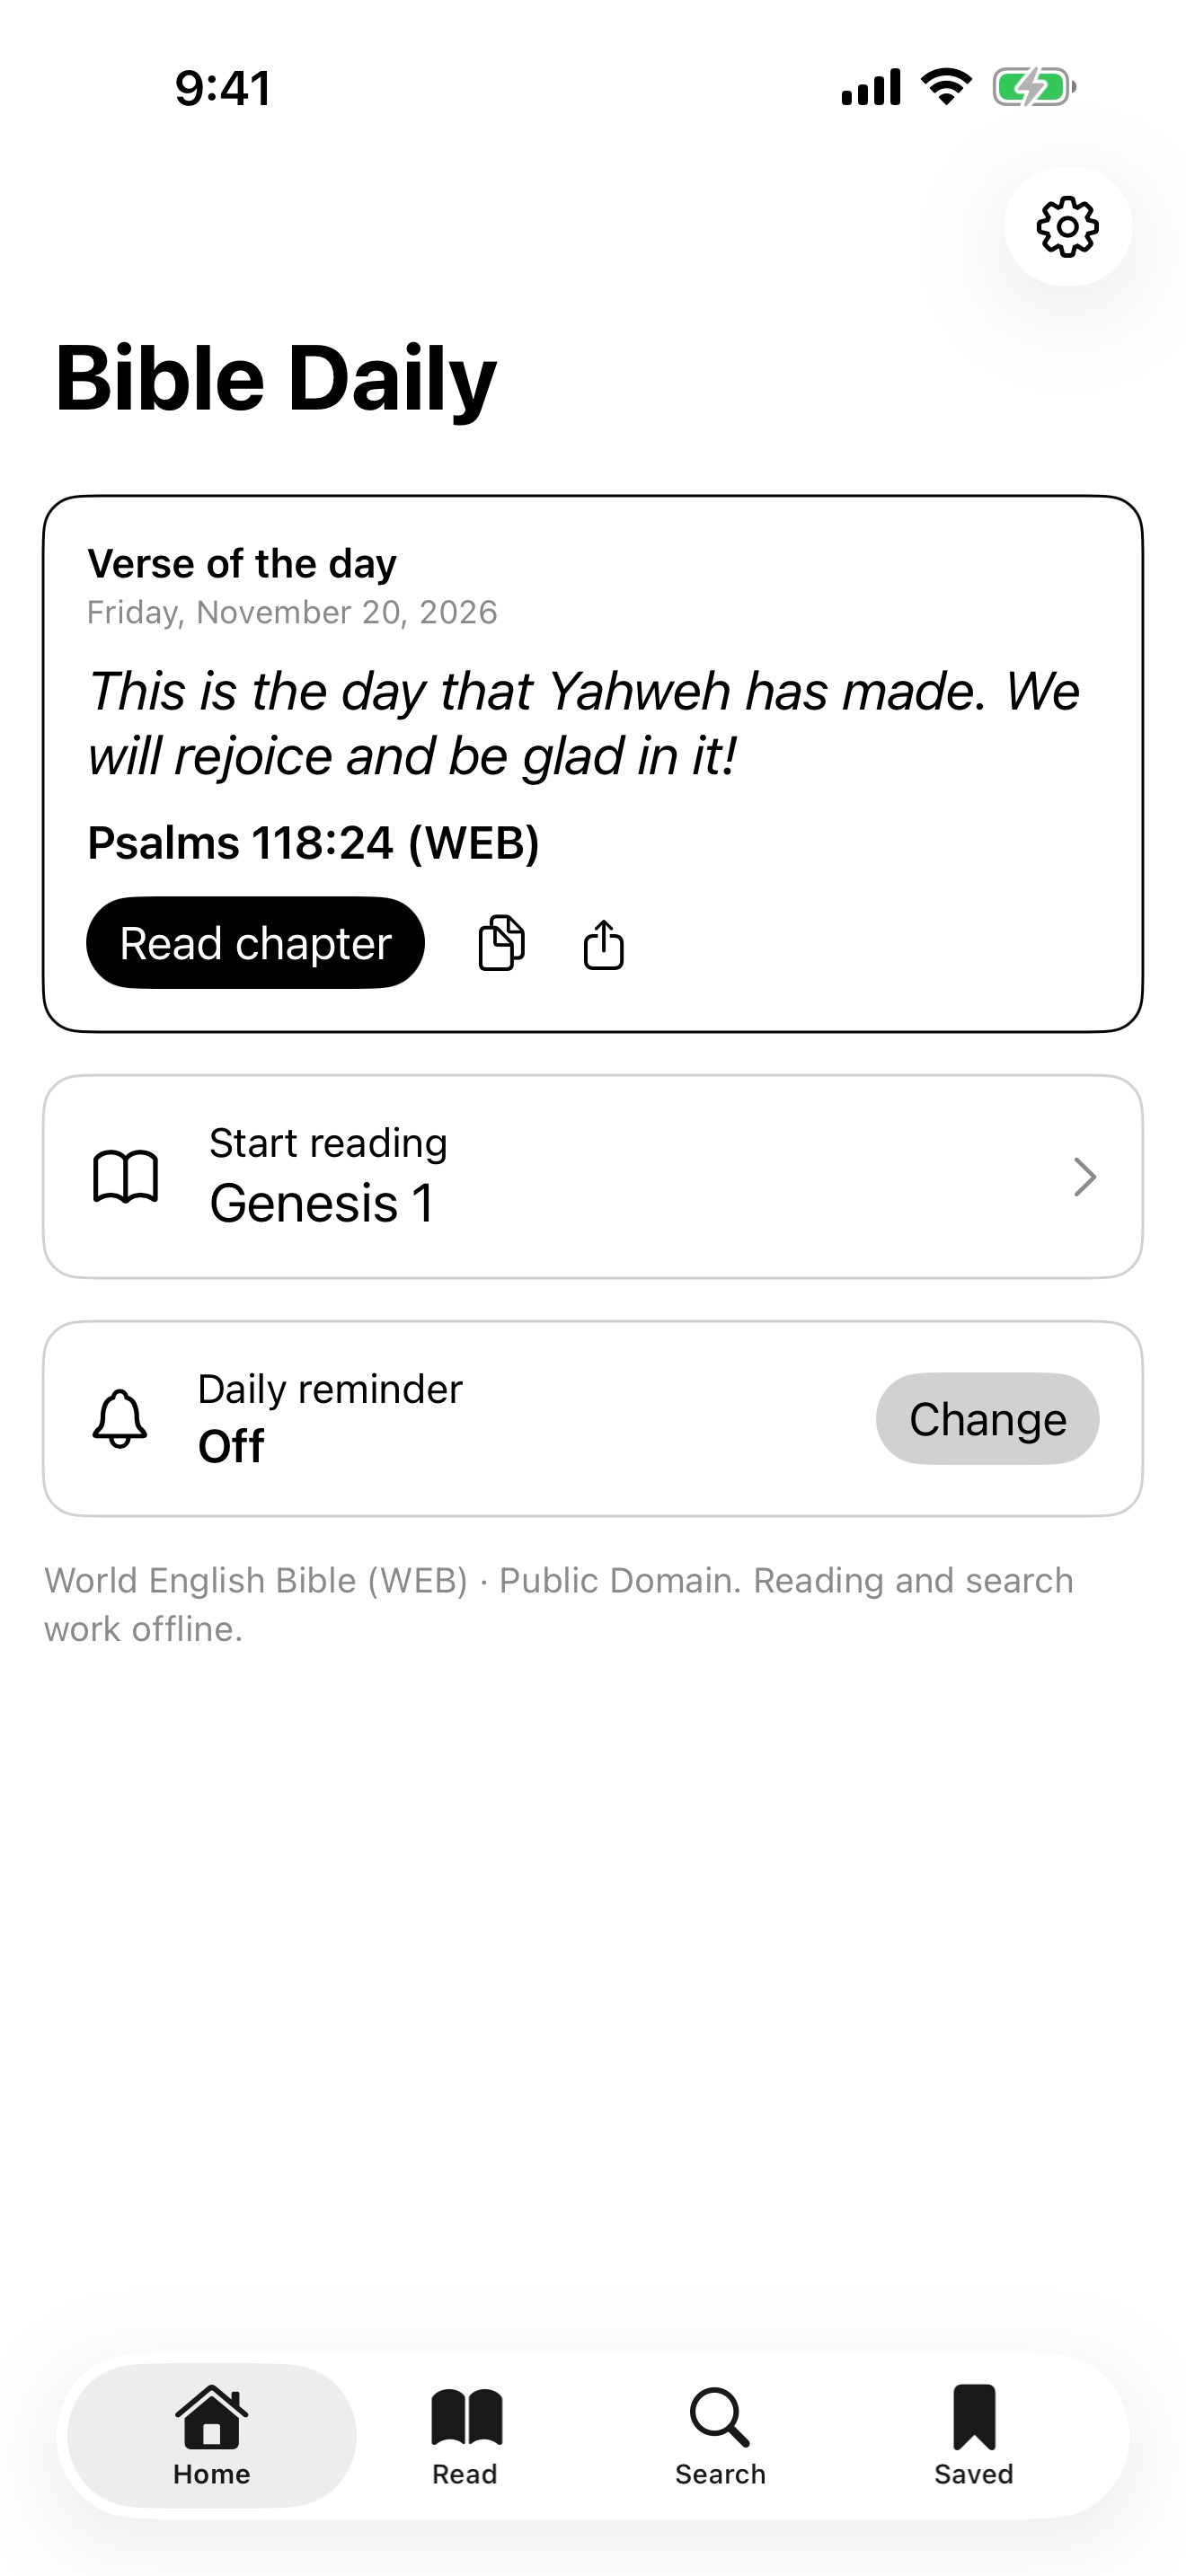 9:41
Bible Daily
Verse of the day
Friday, November 20, 2026
This is the day that Yahweh has made. We
will rejoice and be glad in it!
Psalms 118:24 (WEB)
Read chapter
Start reading
Genesis 1
Daily reminder
Off
Change
World English Bible (WEB) · Public Domain. Reading and search
work offline.
Home
Read
Search
Saved